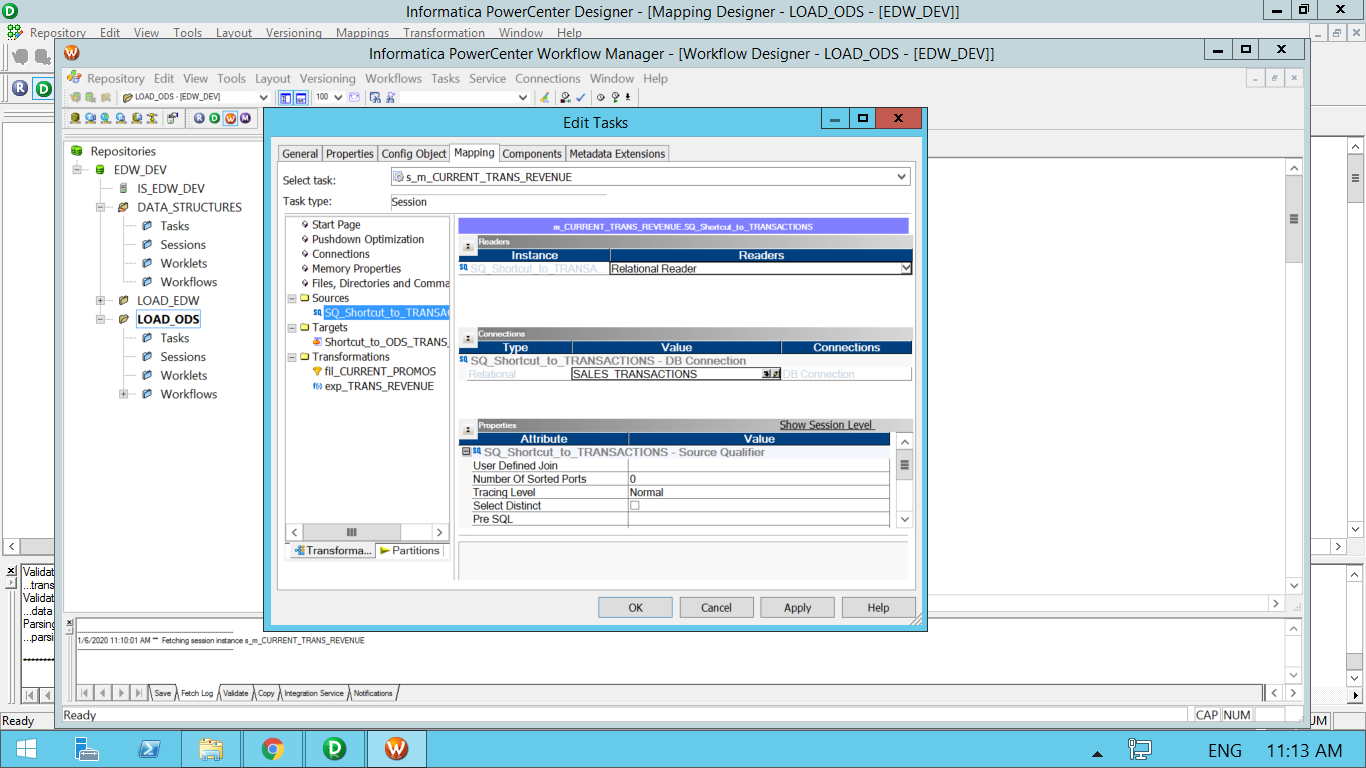 Informatica PowerCenter Designer - [Mapping Designer - LOAD_ODS - [EDW_DEV]]
Repository Edit View Tools Layout Versioning Mappings Transformation Window Help
Informatica PowerCenter Workflow Manager - [Workflow Designer - LOAD_ODS - [EDW_DEV]]
Repository Edit View Tools Layout Versioning Workflows Tasks Service Connections Window Help
LOAD_ODS - [EDW_DEV] 100
R D R D W M
Edit Tasks
General Properties Config Object Mapping Components Metadata Extensions
Select task: s_m_CURRENT_TRANS_REVENUE
Task type: Session
Repositories
EDW_DEV
IS_EDW_DEV
DATA_STRUCTURES
Tasks
Sessions
Worklets
Workflows
LOAD_EDW
LOAD_ODS
Tasks
Sessions
Worklets
Workflows
Start Page
Pushdown Optimization
Connections
Memory Properties
Files, Directories and Comma
Sources
SQ_Shortcut_to_TRANSA
Targets
Shortcut_to_ODS_TRANS_
Transformations
fil_CURRENT_PROMOS
exp_TRANS_REVENUE
Transforma... Partitions
m_CURRENT_TRANS_REVENUE.SQ_Shortcut_to_TRANSACTIONS
Readers
Instance Readers
SQ_Shortcut_to_TRANSA Relational Reader
Connections
Type Value Connections
SQ_Shortcut_to_TRANSACTIONS - DB Connection
Relational SALES_TRANSACTIONS DB Connection
Properties Show Session Level
Attribute Value
SQ_Shortcut_to_TRANSACTIONS - Source Qualifier
User Defined Join
Number Of Sorted Ports 0
Tracing Level Normal
Select Distinct
Pre SQL
OK Cancel Apply Help
Validat
...trans
Validat
...data
Parsing
...parsi
1/6/2020 11:10:01 AM ** Fetching session instance s_m_CURRENT_TRANS_REVENUE
Save Fetch Log Validate Copy Integration Service Notifications
Ready CAP NUM
Ready UM
ENG 11:13 AM